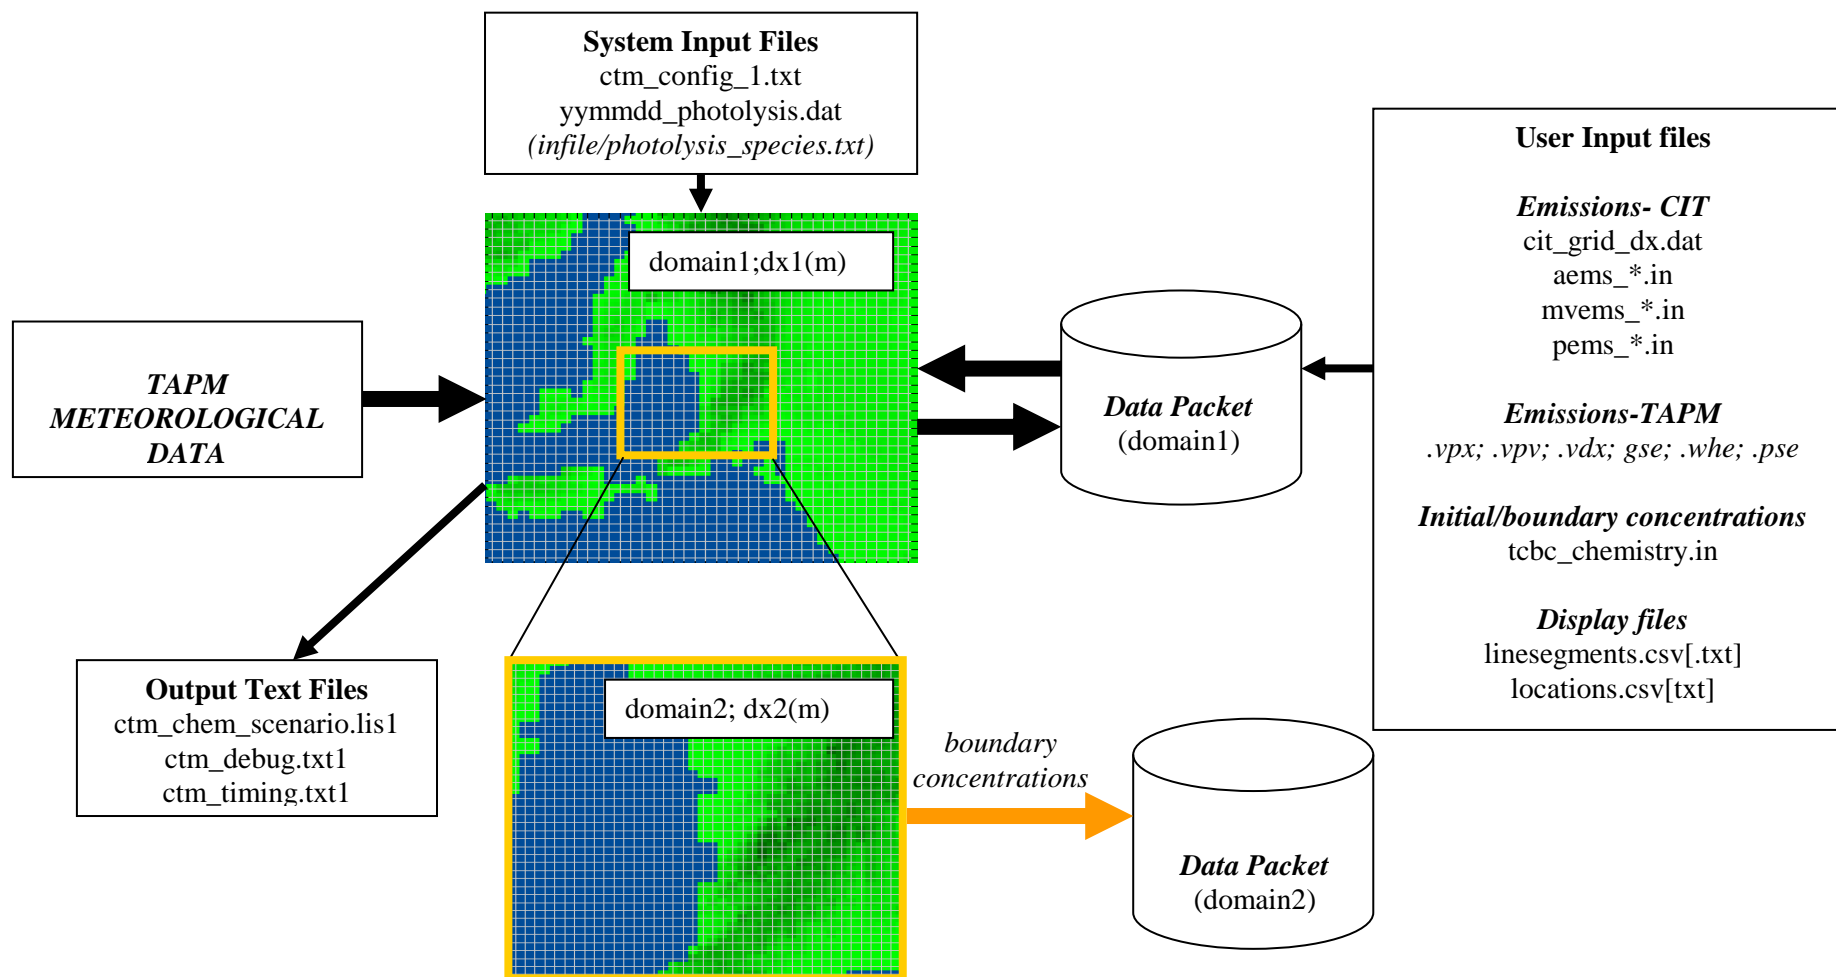 System Input Files
ctm_config_1.txt
yymmdd_photolysis.dat
(infile/photolysis_species.txt)
domain1;dx1(m)
TAPM
METEOROLOGICAL
DATA
Data Packet
(domain1)
User Input files
Emissions- CIT
cit_grid_dx.dat
aems_*.in
mvems_*.in
pems_*.in
Emissions-TAPM
.vpx; .vpv; .vdx; gse; .whe; .pse
Initial/boundary concentrations
tcbc_chemistry.in
Display files
linesegments.csv[.txt]
locations.csv[txt]
Output Text Files
ctm_chem_scenario.lis1
ctm_debug.txt1
ctm_timing.txt1
domain2; dx2(m)
boundary
concentrations
Data Packet
(domain2)